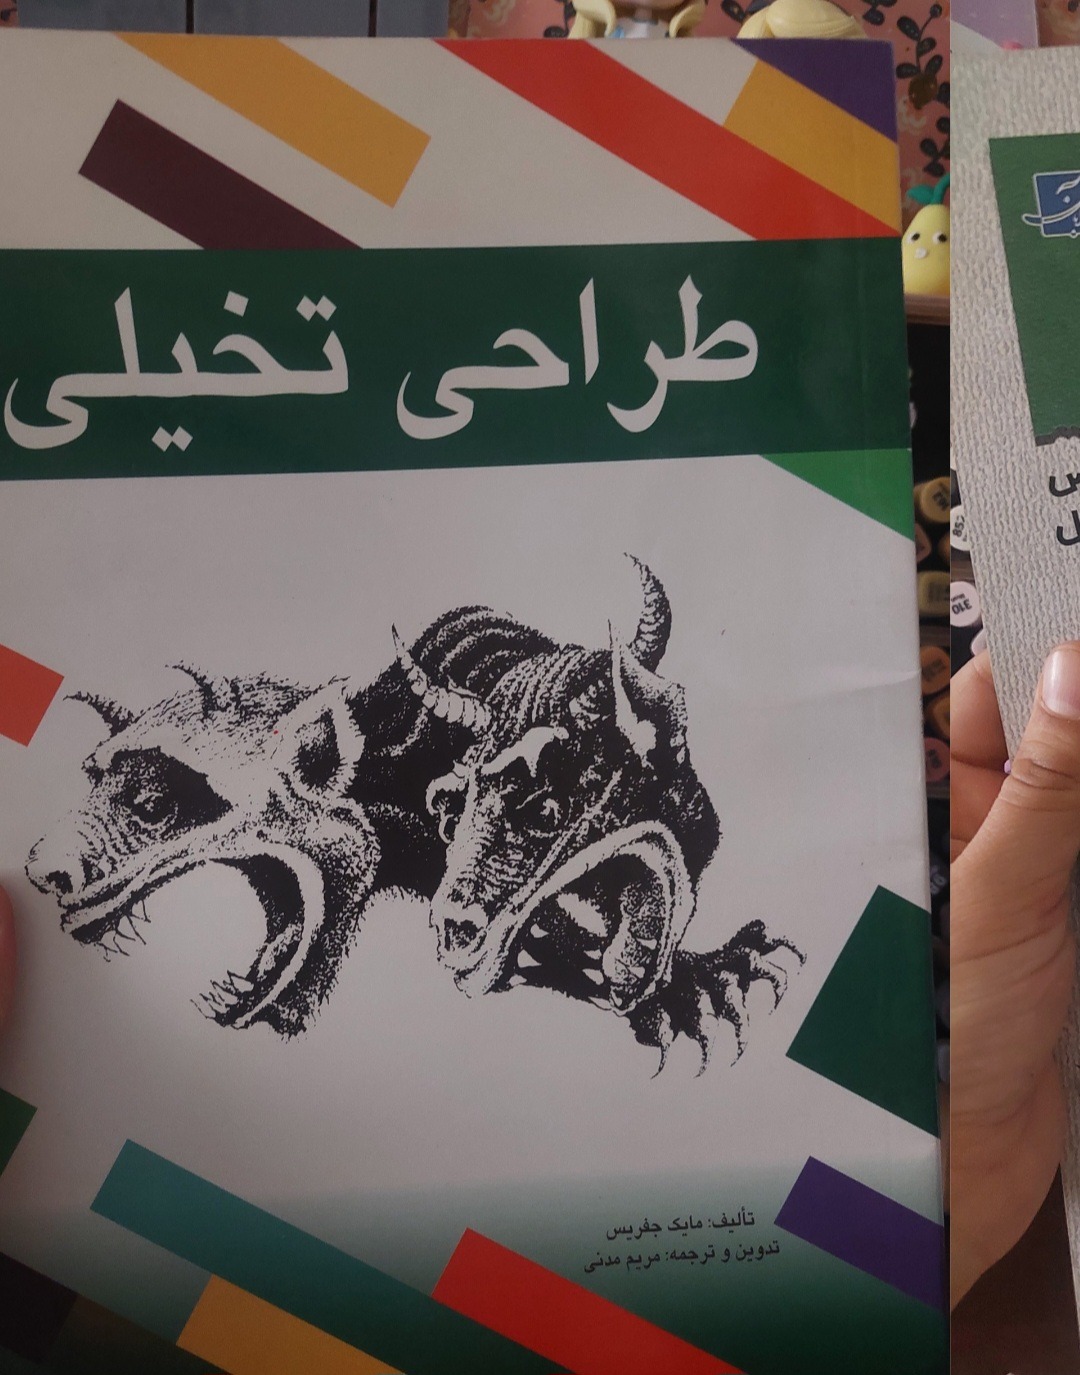 طراحی تخیلی
تألیف: مایک جفریس
تدوین و ترجمه: مریم مدنی